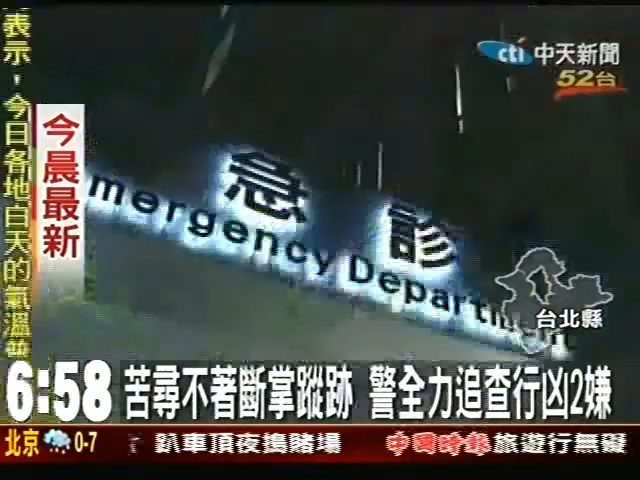 cti 中天新聞
52台
表示，今日各地白天的氣溫
今晨最新
急診
mergency Department
台北縣
6:58 苦尋不著斷掌蹤跡 警全力追查行凶2嫌
北京 0-7 趴車頂夜搗賭場 中國時報旅遊行無礙